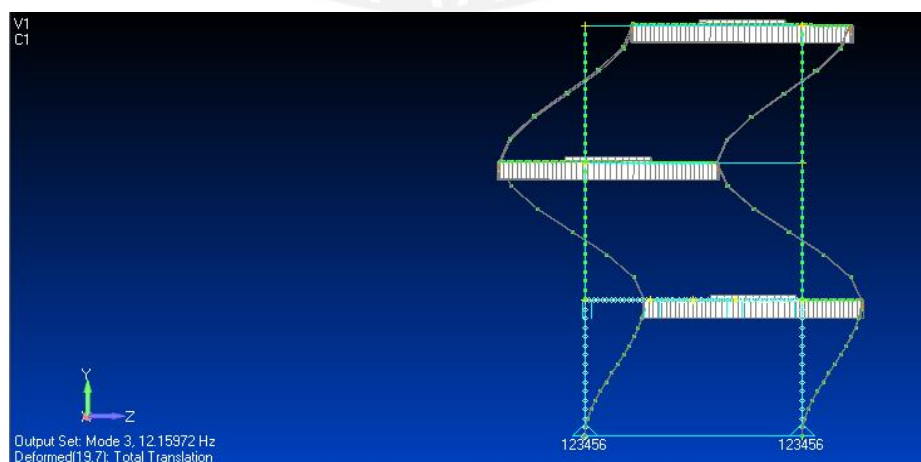 V1
C1
Y
X Z
Output Set: Mode 3, 12.15972 Hz
Deformed(19.7): Total Translation
123456 123456